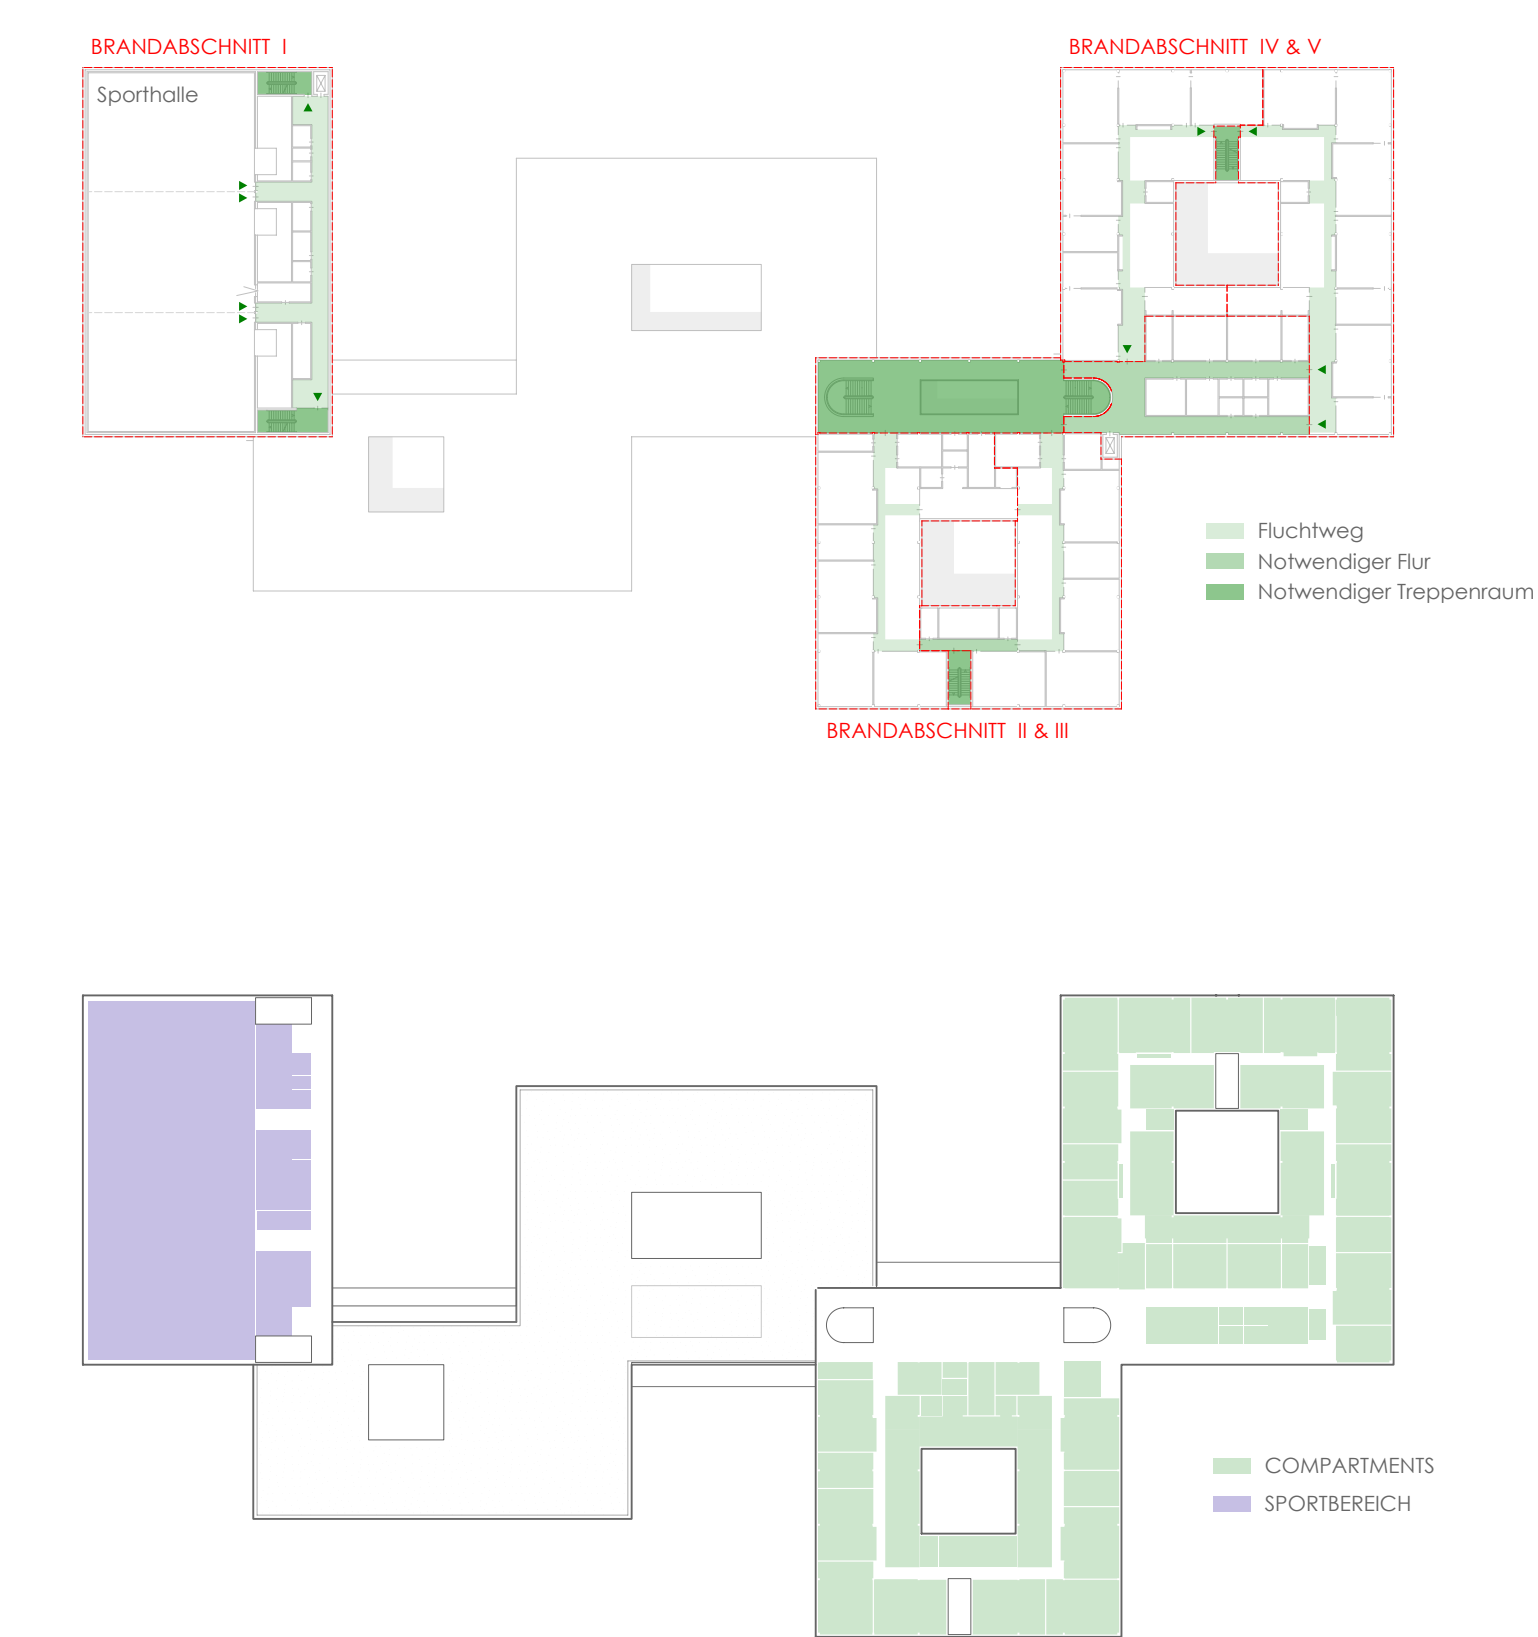 BRANDABSCHNITT I
BRANDABSCHNITT IV & V
Sporthalle
Fluchtweg
Notwendiger Flur
Notwendiger Treppenraum
BRANDABSCHNITT II & III
COMPARTMENTS
SPORTBEREICH